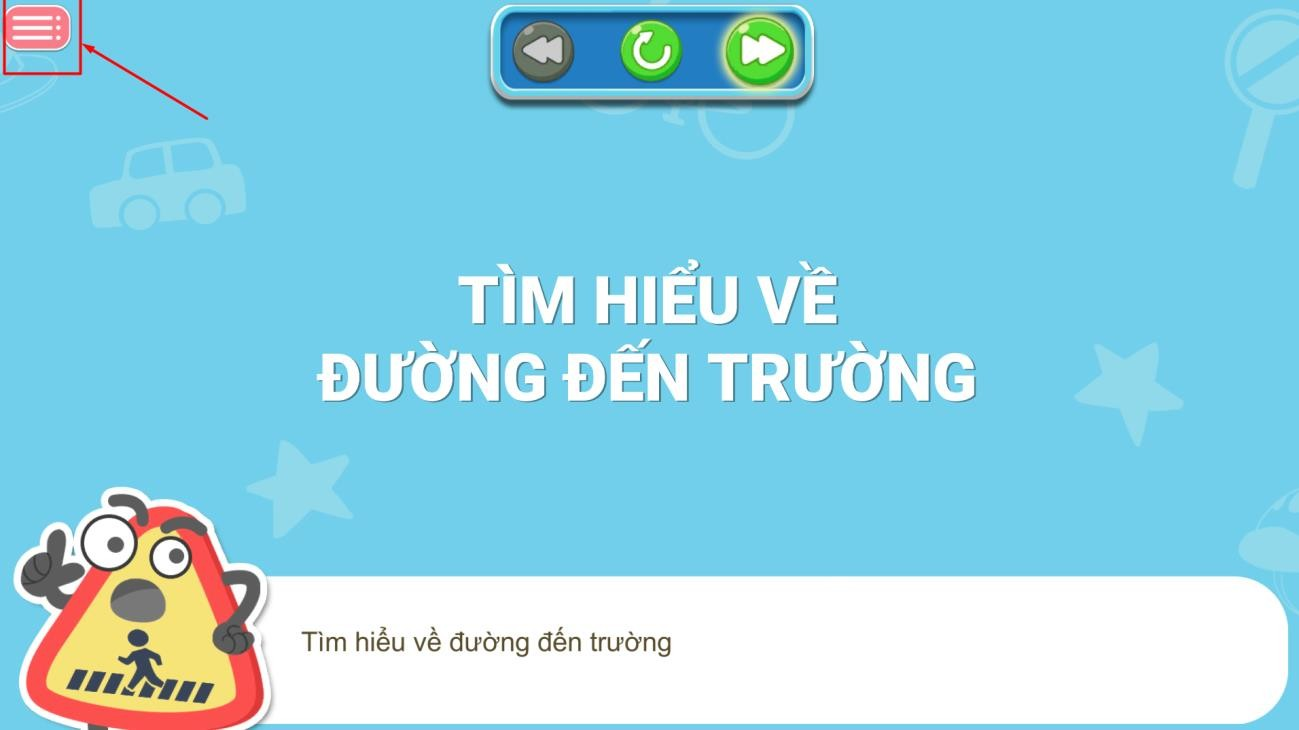 TÌM HIỂU VỀ
ĐƯỜNG ĐẾN TRƯỜNG
Tìm hiểu về đường đến trường